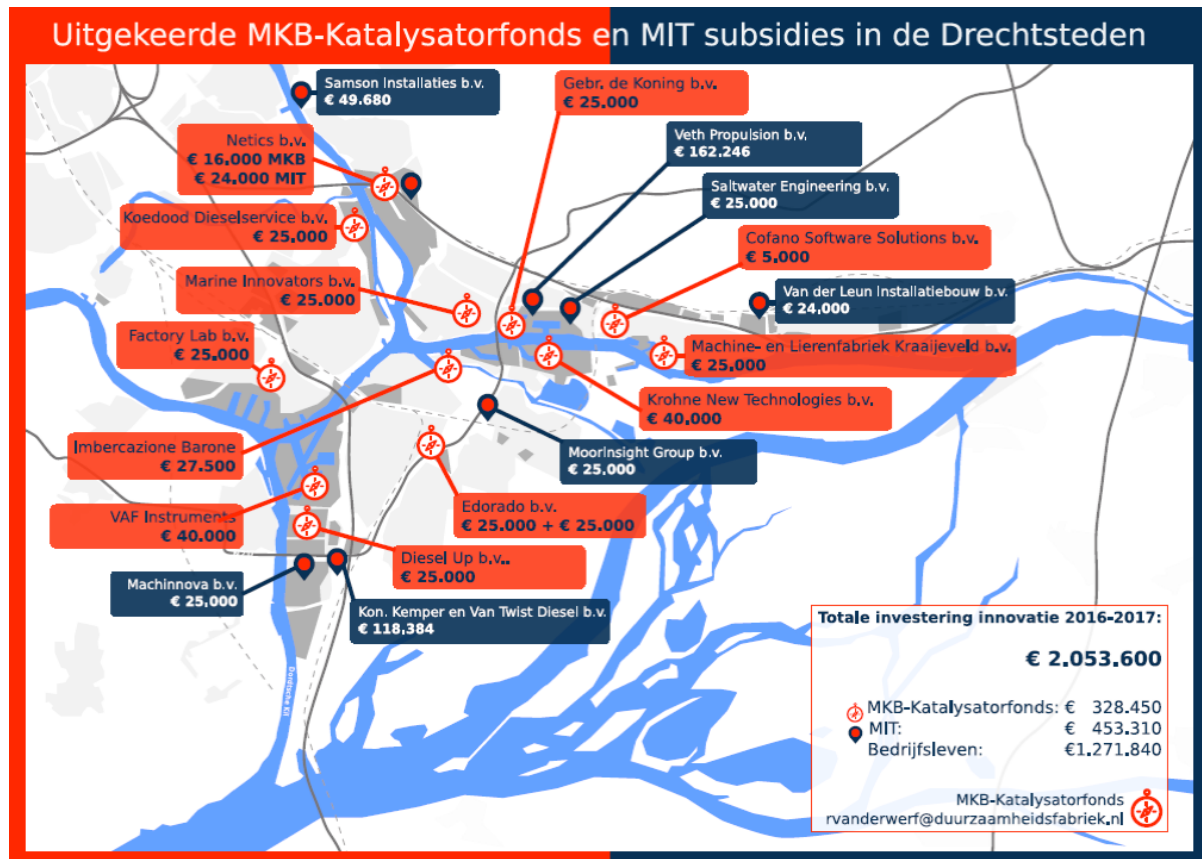 Uitgekeerde MKB-Katalysatorfonds en MIT subsidies in de Drechtsteden
Samson Installaties b.v.
€ 49.680
Gebr. de Koning b.v.
€ 25.000
Netics b.v.
€ 16.000 MKB
€ 24.000 MIT
Veth Propulsion b.v.
€ 162.246
Saltwater Engineering b.v.
€ 25.000
Koedood Dieselservice b.v.
€ 25.000
Cofano Software Solutions b.v.
€ 5.000
Marine Innovators b.v.
€ 25.000
Van der Leun Installatiebouw b.v.
€ 24.000
Factory Lab b.v.
€ 25.000
Machine- en Lierenfabriek Kraaijeveld b.v.
€ 25.000
Krohne New Technologies b.v.
€ 40.000
Imbercazione Barone
€ 27.500
MoorInsight Group b.v.
€ 25.000
VAF Instruments
€ 40.000
Edorado b.v.
€ 25.000 + € 25.000
Diesel Up b.v..
€ 25.000
Machinnova b.v.
€ 25.000
Kon. Kemper en Van Twist Diesel b.v.
€ 118.384
Dordtsche Kil
Totale investering innovatie 2016-2017:
€ 2.053.600
MKB-Katalysatorfonds: € 328.450
MIT: € 453.310
Bedrijfsleven: €1.271.840
MKB-Katalysatorfonds
rvanderwerf@duurzaamheidsfabriek.nl